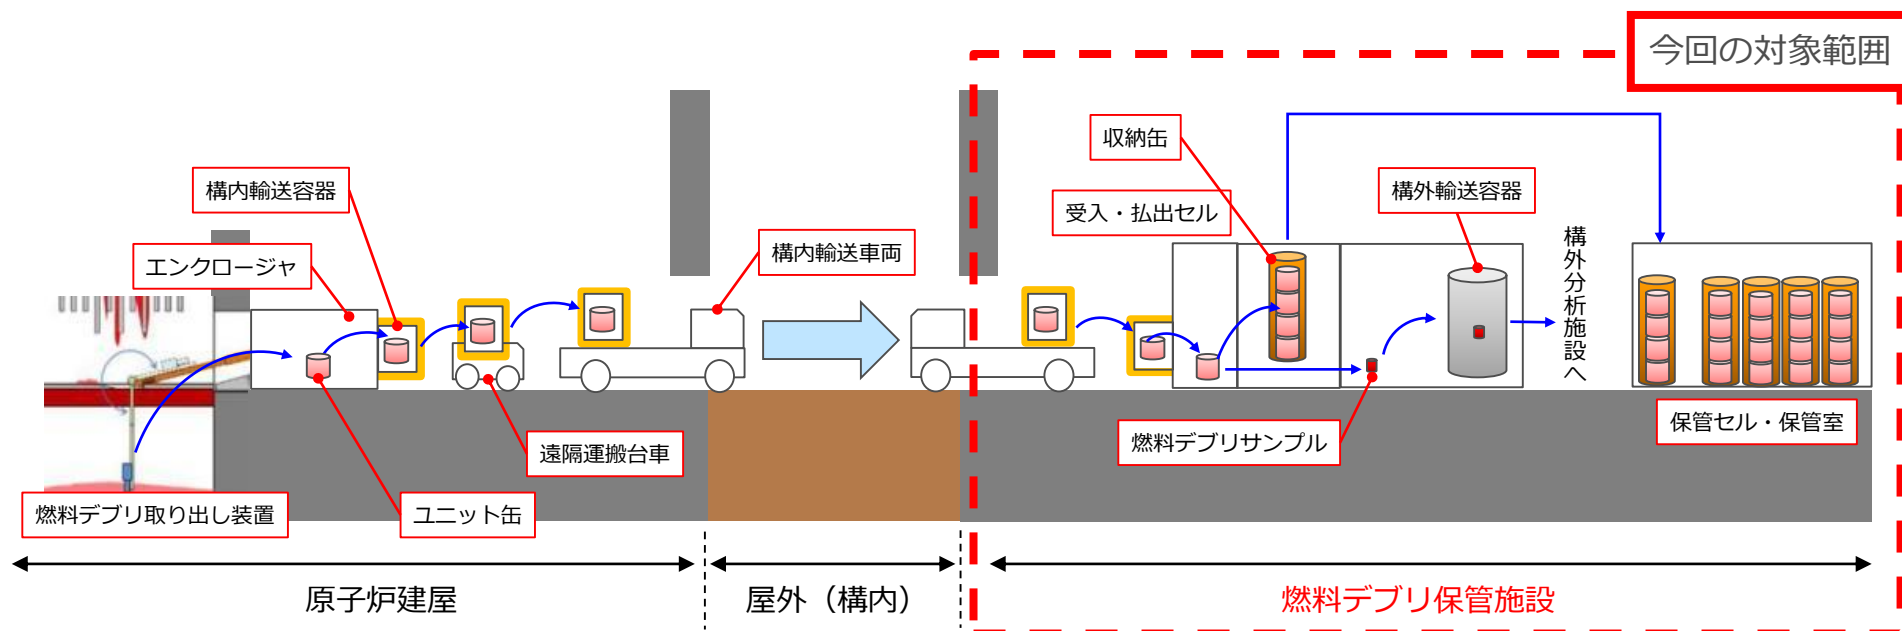 今回の対象範囲
収納缶
構内輸送容器
受入・払出セル
構外輸送容器
エンクロージャ
構内輸送車両
構外分析施設へ
遠隔運搬台車
燃料デブリサンプル
保管セル・保管室
燃料デブリ取り出し装置
ユニット缶
原子炉建屋
屋外（構内）
燃料デブリ保管施設